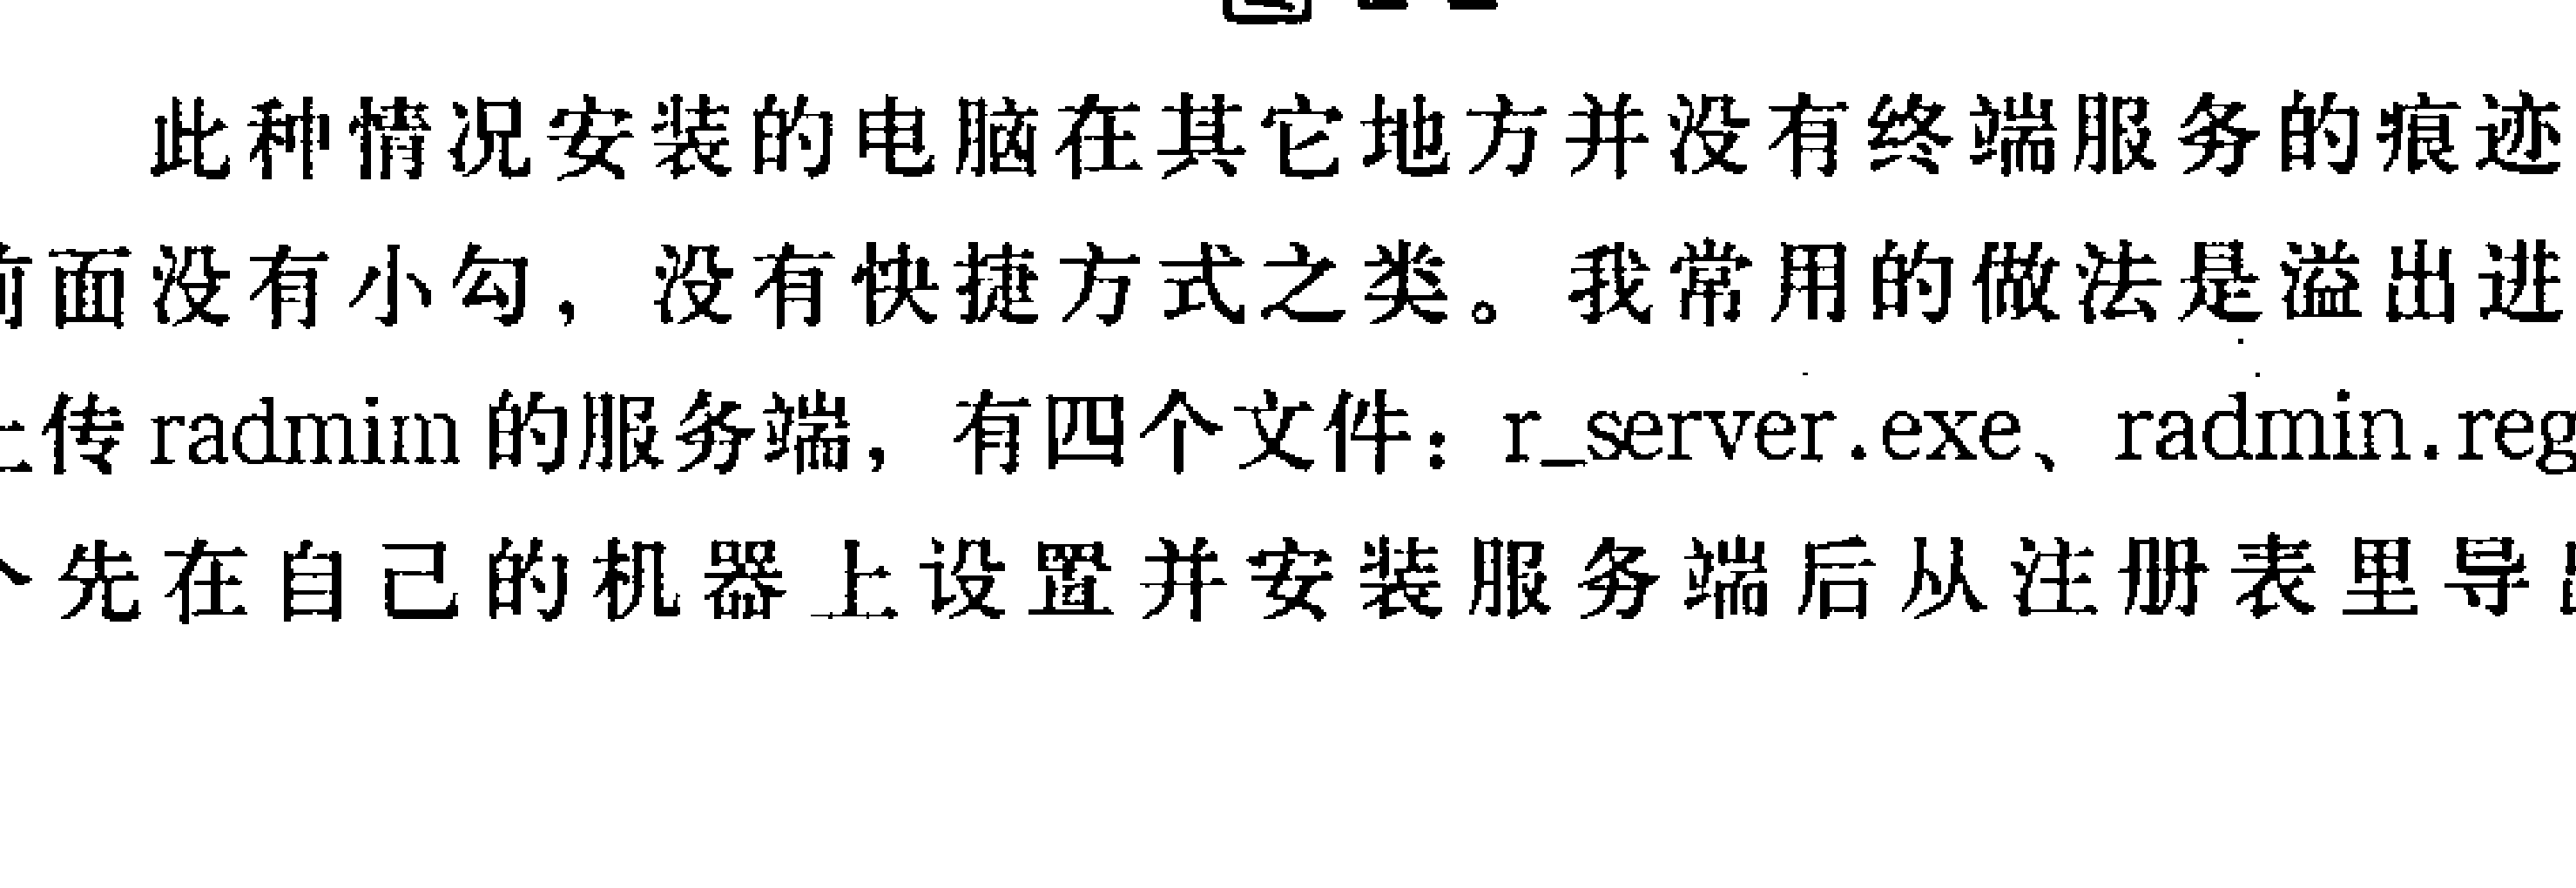 此种情况安装的电脑在其它地方并没有终端服务的痕迹
前面没有小勾，没有快捷方式之类。我常用的做法是溢出进
上传radmim的服务端，有四个文件：r_server.exe、radmin.reg
个先在自己的机器上设置并安装服务端后从注册表里导出